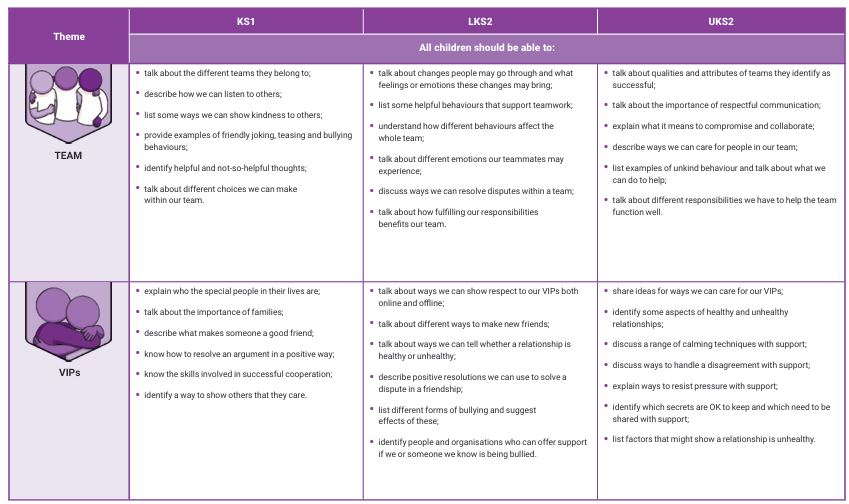 Theme
KS1
LKS2
UKS2
All children should be able to:
TEAM
• talk about the different teams they belong to;
• describe how we can listen to others;
• list some ways we can show kindness to others;
• provide examples of friendly joking, teasing and bullying
behaviours;
• identify helpful and not-so-helpful thoughts;
• talk about different choices we can make
within our team.
• talk about changes people may go through and what
feelings or emotions these changes may bring;
• list some helpful behaviours that support teamwork;
• understand how different behaviours affect the
whole team;
• talk about different emotions our teammates may
experience;
• discuss ways we can resolve disputes within a team;
• talk about how fulfilling our responsibilities
benefits our team.
• talk about qualities and attributes of teams they identify as
successful;
• talk about the importance of respectful communication;
• explain what it means to compromise and collaborate;
• describe ways we can care for people in our team;
• list examples of unkind behaviour and talk about what we
can do to help;
• talk about different responsibilities we have to help the team
function well.
VIPs
• explain who the special people in their lives are;
• talk about the importance of families;
• describe what makes someone a good friend;
• know how to resolve an argument in a positive way;
• know the skills involved in successful cooperation;
• identify a way to show others that they care.
• talk about ways we can show respect to our VIPs both
online and offline;
• talk about different ways to make new friends;
• talk about ways we can tell whether a relationship is
healthy or unhealthy;
• describe positive resolutions we can use to solve a
dispute in a friendship;
• list different forms of bullying and suggest
effects of these;
• identify people and organisations who can offer support
if we or someone we know is being bullied.
• share ideas for ways we can care for our VIPs;
• identify some aspects of healthy and unhealthy
relationships;
• discuss a range of calming techniques with support;
• discuss ways to handle a disagreement with support;
• explain ways to resist pressure with support;
• identify which secrets are OK to keep and which need to be
shared with support;
• list factors that might show a relationship is unhealthy.